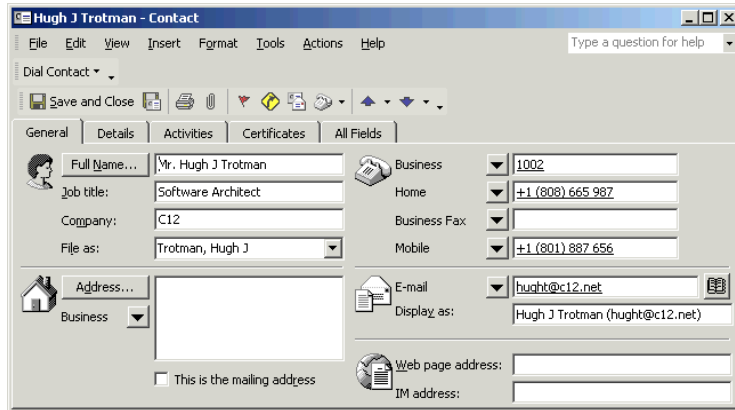 Hugh J Trotman - Contact
File Edit View Insert Format Tools Actions Help Type a question for help
Dial Contact
Save and Close
General Details Activities Certificates All Fields
Full Name... Mr. Hugh J Trotman
Job title: Software Architect
Company: C12
File as: Trotman, Hugh J
Business 1002
Home +1 (808) 665 987
Business Fax
Mobile +1 (801) 887 656
Address...
Business
This is the mailing address
E-mail hught@c12.net
Display as: Hugh J Trotman (hught@c12.net)
Web page address:
IM address: